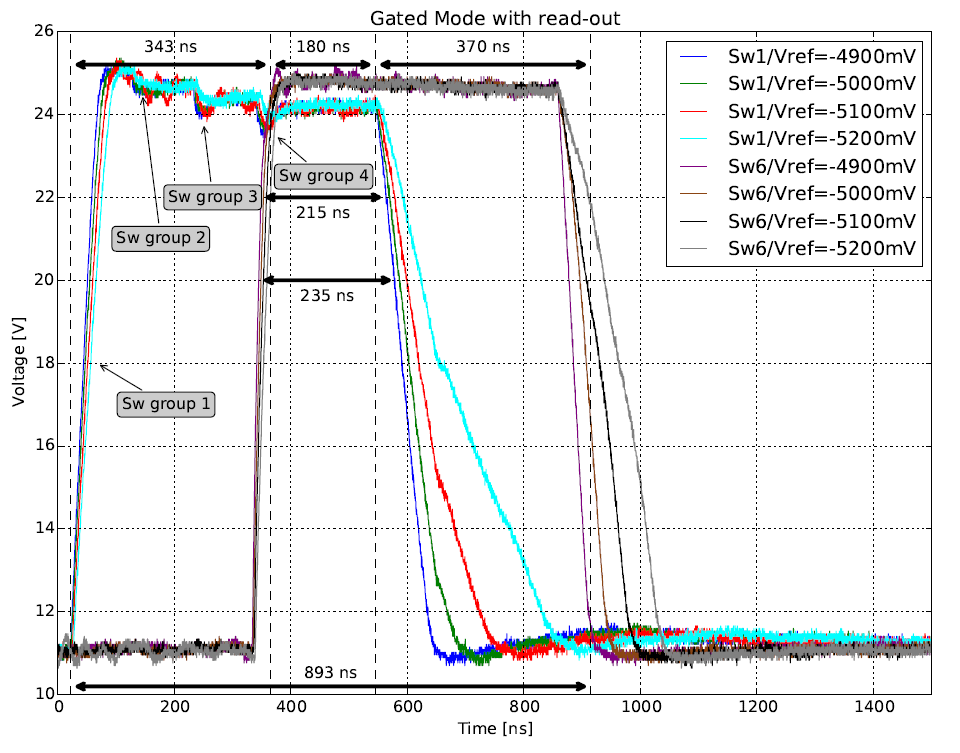 Gated Mode with read-out
26
24
22
20
18
16
14
12
10
Voltage [V]
343 ns
180 ns
370 ns
Sw1/Vref=-4900mV
Sw1/Vref=-5000mV
Sw1/Vref=-5100mV
Sw1/Vref=-5200mV
Sw6/Vref=-4900mV
Sw6/Vref=-5000mV
Sw6/Vref=-5100mV
Sw6/Vref=-5200mV
Sw group 4
Sw group 3
215 ns
Sw group 2
235 ns
Sw group 1
893 ns
0
200
400
600
800
1000
1200
1400
Time [ns]